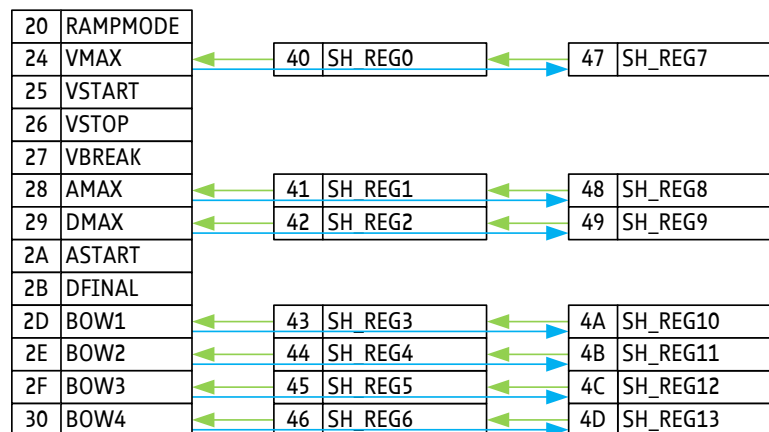 20 RAMPMODE
24 VMAX 40 SH_REG0 47 SH_REG7
25 VSTART
26 VSTOP
27 VBREAK
28 AMAX 41 SH_REG1 48 SH_REG8
29 DMAX 42 SH_REG2 49 SH_REG9
2A ASTART
2B DFINAL
2D BOW1 43 SH_REG3 4A SH_REG10
2E BOW2 44 SH_REG4 4B SH_REG11
2F BOW3 45 SH_REG5 4C SH_REG12
30 BOW4 46 SH_REG6 4D SH_REG13